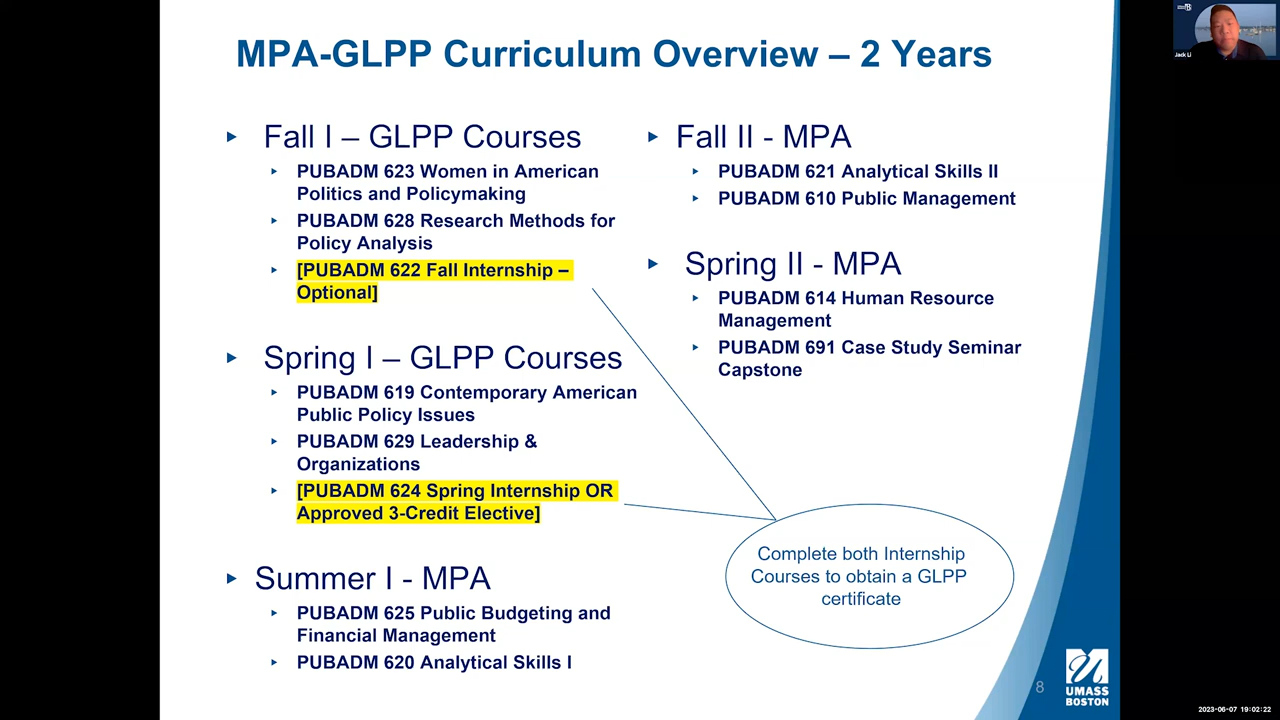 MPA-GLPP Curriculum Overview – 2 Years
Fall I – GLPP Courses
PUBADM 623 Women in American
Politics and Policymaking
PUBADM 628 Research Methods for
Policy Analysis
[PUBADM 622 Fall Internship –
Optional]
Spring I – GLPP Courses
PUBADM 619 Contemporary American
Public Policy Issues
PUBADM 629 Leadership &
Organizations
[PUBADM 624 Spring Internship OR
Approved 3-Credit Elective]
Summer I - MPA
PUBADM 625 Public Budgeting and
Financial Management
PUBADM 620 Analytical Skills I
Fall II - MPA
PUBADM 621 Analytical Skills II
PUBADM 610 Public Management
Spring II - MPA
PUBADM 614 Human Resource
Management
PUBADM 691 Case Study Seminar
Capstone
Complete both Internship
Courses to obtain a GLPP
certificate
8
UMASS
BOSTON
Jack Li
2023-06-07 19:02:22